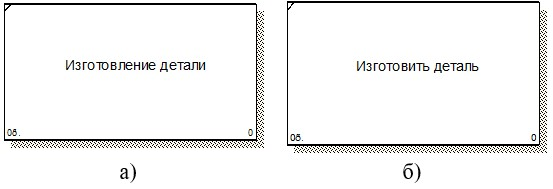 Изготовление детали
0б. 0
а)
Изготовить деталь
0б. 0
б)